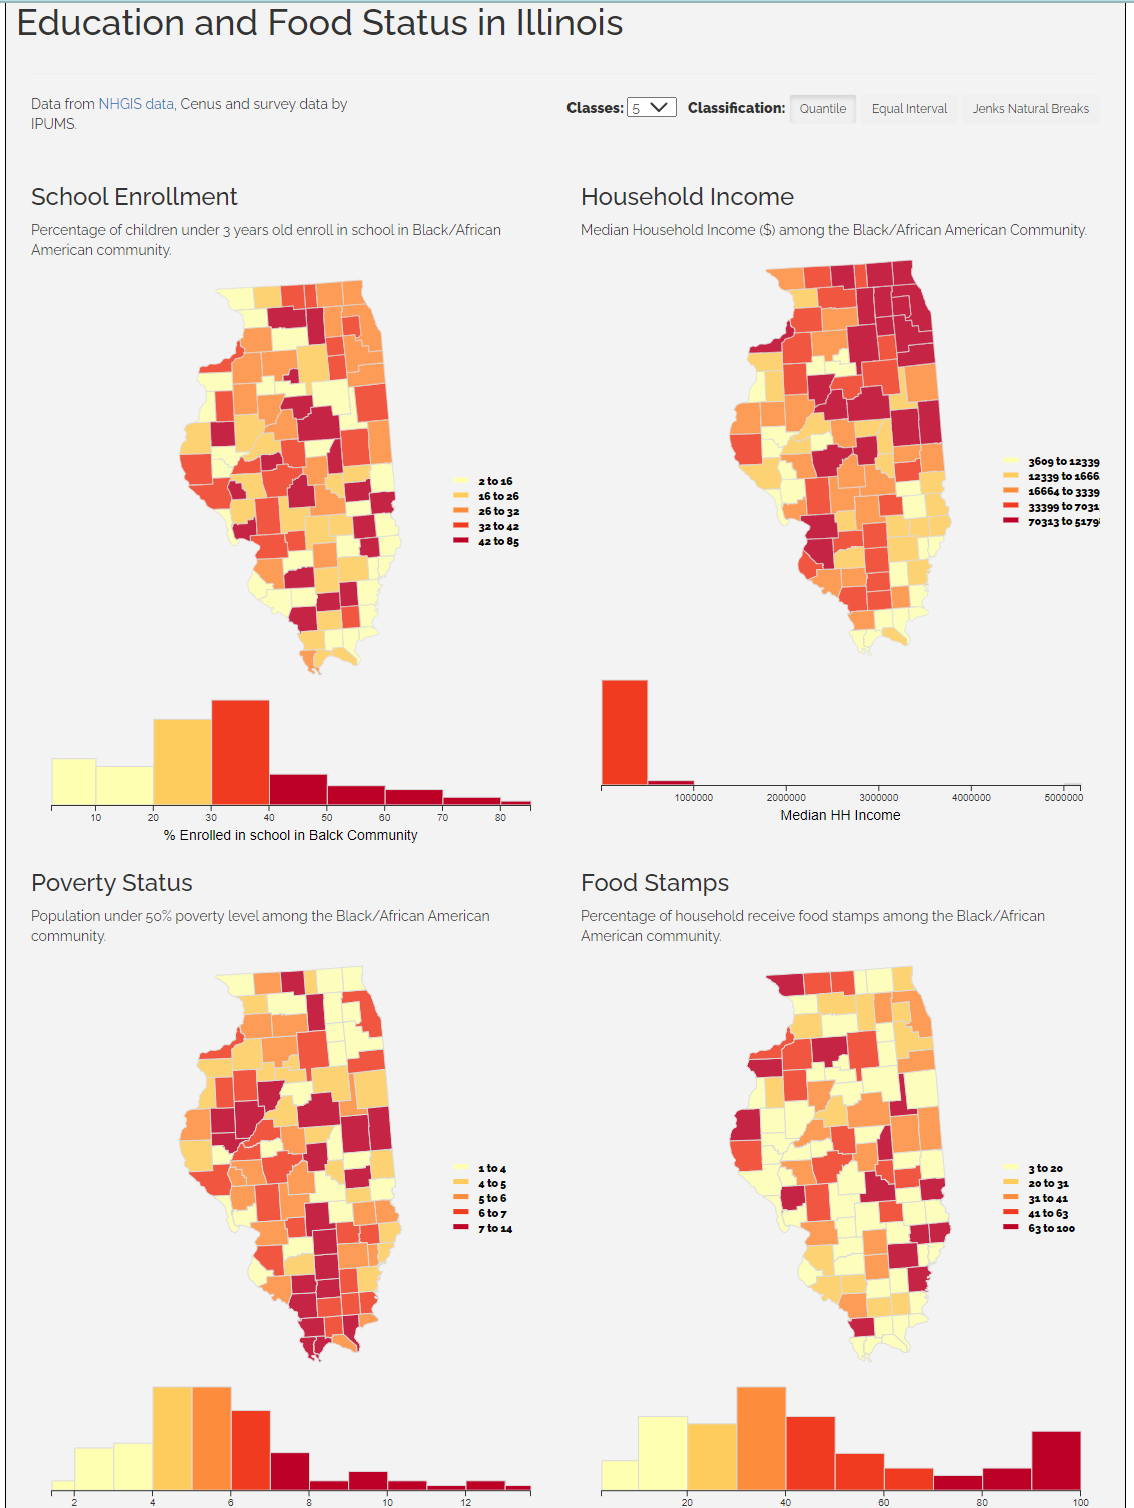 Education and Food Status in Illinois
Data from NHGIS data, Cenus and survey data by
IPUMS.
Classes: 5 Classification: Quantile Equal Interval Jenks Natural Breaks
School Enrollment
Percentage of children under 3 years old enroll in school in Black/African
American community.
2 to 16
16 to 26
26 to 32
32 to 42
42 to 85
10 20 30 40 50 60 70 80
% Enrolled in school in Balck Community
Household Income
Median Household Income ($) among the Black/African American Community.
3609 to 12339
12339 to 1666
16664 to 3339
33399 to 7031
70313 to 5179
1000000 2000000 3000000 4000000 5000000
Median HH Income
Poverty Status
Population under 50% poverty level among the Black/African American
community.
1 to 4
4 to 5
5 to 6
6 to 7
7 to 14
2 4 6 8 10 12
Food Stamps
Percentage of household receive food stamps among the Black/African
American community.
3 to 20
20 to 31
31 to 41
41 to 63
63 to 100
20 40 60 80 100